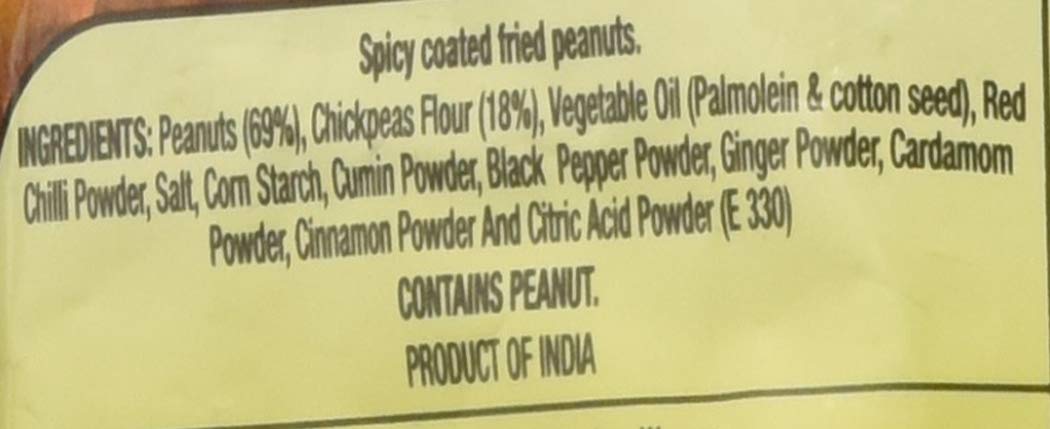 Spicy coated fried peanuts.
INGREDIENTS: Peanuts (69%), Chickpeas Flour (18%), Vegetable Oil (Palmolein & cotton seed), Red
Chilli Powder, Salt, Corn Starch, Cumin Powder, Black Pepper Powder, Ginger Powder, Cardamom
Powder, Cinnamon Powder And Citric Acid Powder (E 330)
CONTAINS PEANUT.
PRODUCT OF INDIA